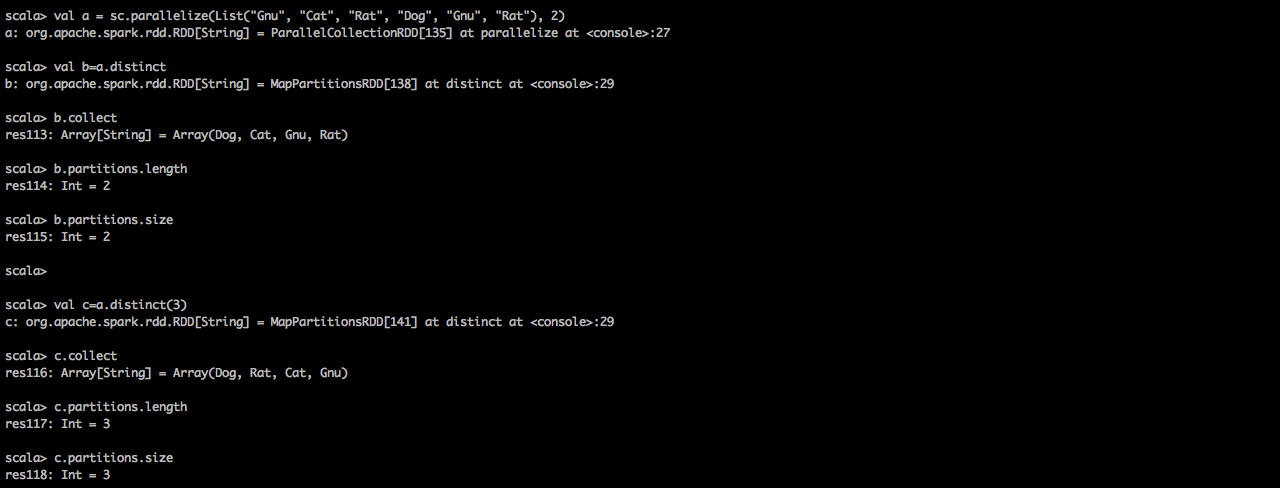 scala> val a = sc.parallelize(List("Gnu", "Cat", "Rat", "Dog", "Gnu", "Rat"), 2)
a: org.apache.spark.rdd.RDD[String] = ParallelCollectionRDD[135] at parallelize at <console>:27
scala> val b=a.distinct
b: org.apache.spark.rdd.RDD[String] = MapPartitionsRDD[138] at distinct at <console>:29
scala> b.collect
res113: Array[String] = Array(Dog, Cat, Gnu, Rat)
scala> b.partitions.length
res114: Int = 2
scala> b.partitions.size
res115: Int = 2
scala>
scala> val c=a.distinct(3)
c: org.apache.spark.rdd.RDD[String] = MapPartitionsRDD[141] at distinct at <console>:29
scala> c.collect
res116: Array[String] = Array(Dog, Rat, Cat, Gnu)
scala> c.partitions.length
res117: Int = 3
scala> c.partitions.size
res118: Int = 3